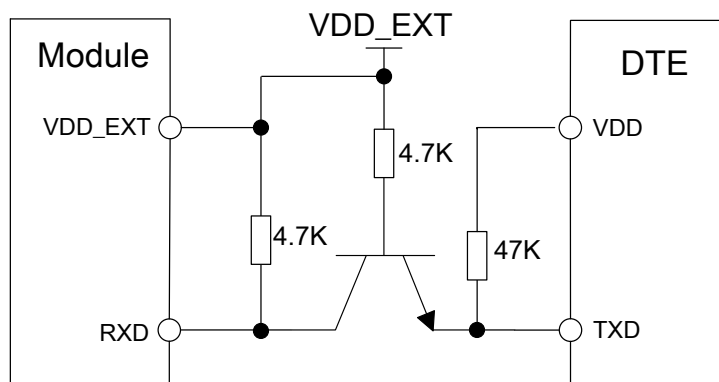 VDD_EXT
Module
DTE
VDD_EXT
VDD
4.7K
4.7K
47K
RXD
TXD